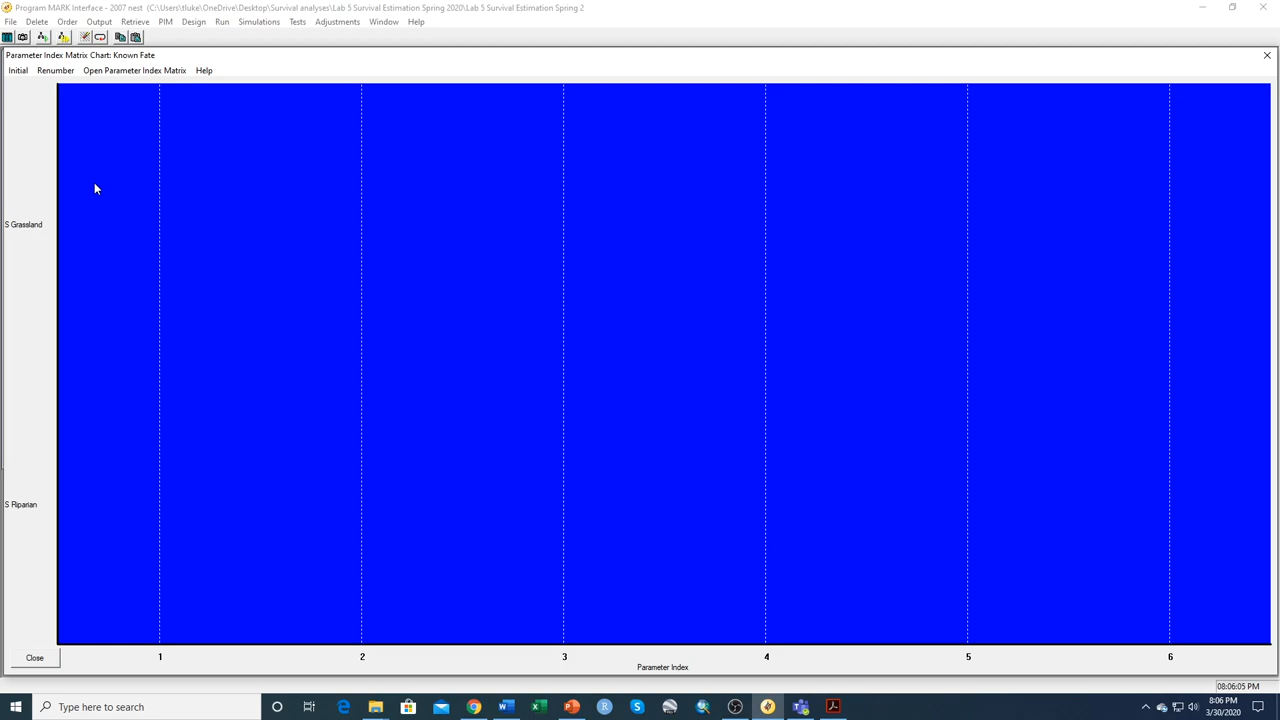 Program MARK Interface - 2007 nest (C:\Users\tluke\OneDrive\Desktop\Survival analyses\Lab 5 Survival Estimation Spring 2020\Lab 5 Survival Estimation Spring 2
File Delete Order Output Retrieve PIM Design Run Simulations Tests Adjustments Window Help
Parameter Index Matrix Chart: Known Fate
Initial Renumber Open Parameter Index Matrix Help
S Grassland
S Riparian
Close 1 2 3 4 5 6
Parameter Index
08:06:05 PM
Type here to search
8:06 PM
3/30/2020